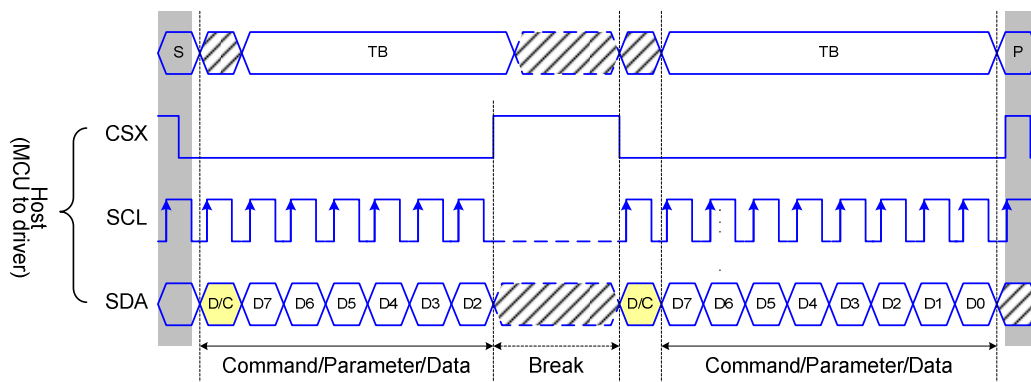 S TB TB P
CSX
SCL
SDA
Host
(MCU to driver)
D/C D7 D6 D5 D4 D3 D2 D/C D7 D6 D5 D4 D3 D2 D1 D0
Command/Parameter/Data Break Command/Parameter/Data